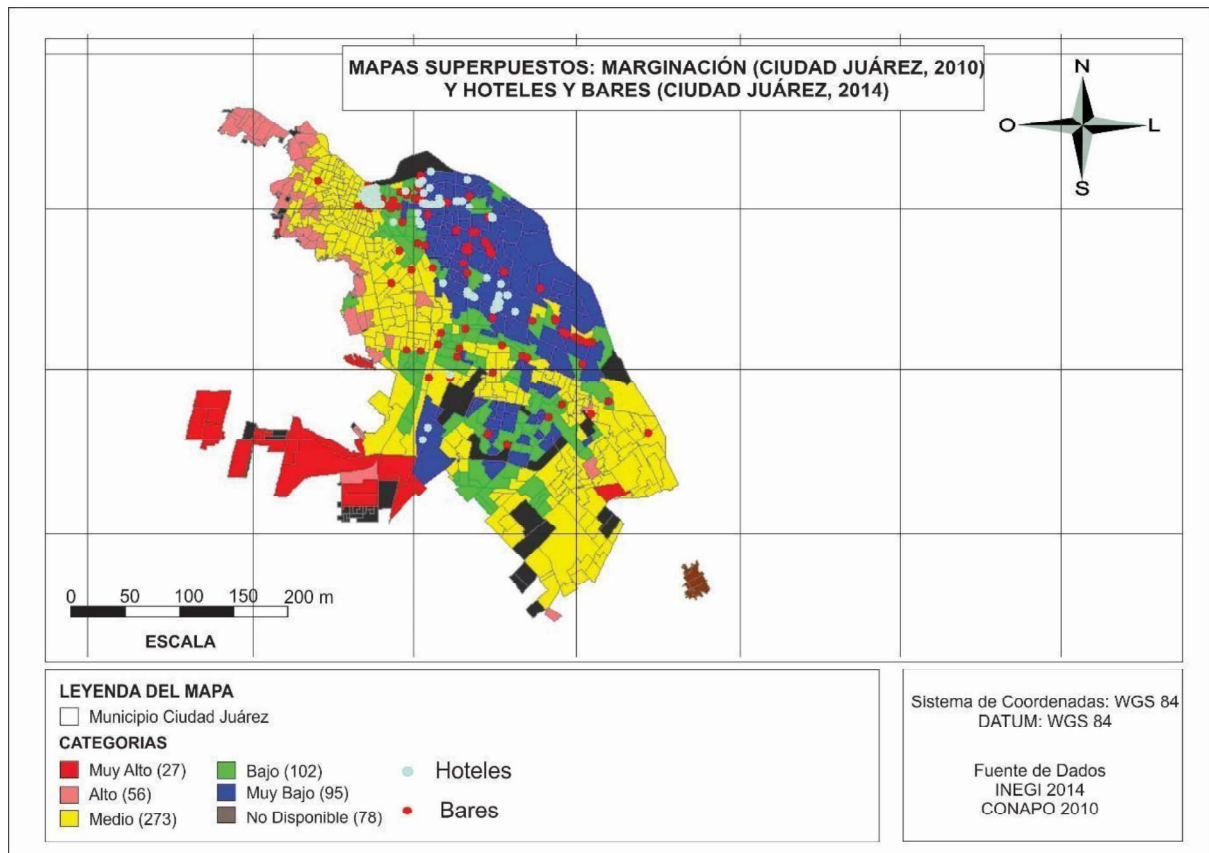 MAPAS SUPERPUESTOS: MARGINACIÓN (CIUDAD JUÁREZ, 2010)
Y HOTELES Y BARES (CIUDAD JUÁREZ, 2014)
N
O
L
S
0 50 100 150 200 m
ESCALA
LEYENDA DEL MAPA
Municipio Ciudad Juárez
CATEGORIAS
Muy Alto (27)
Alto (56)
Medio (273)
Bajo (102)
Muy Bajo (95)
No Disponible (78)
Hoteles
Bares
Sistema de Coordenadas: WGS 84
DATUM: WGS 84
Fuente de Dados
INEGI 2014
CONAPO 2010